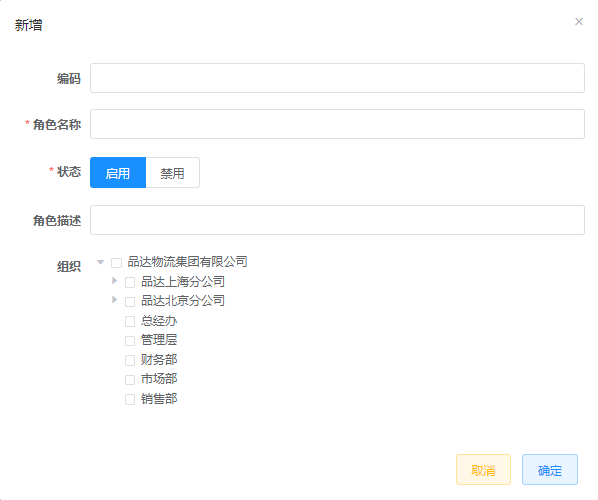 新增
编码
* 角色名称
* 状态 启用 禁用
角色描述
组织 品达物流集团有限公司
品达上海分公司
品达北京分公司
总经办
管理层
财务部
市场部
销售部
取消 确定